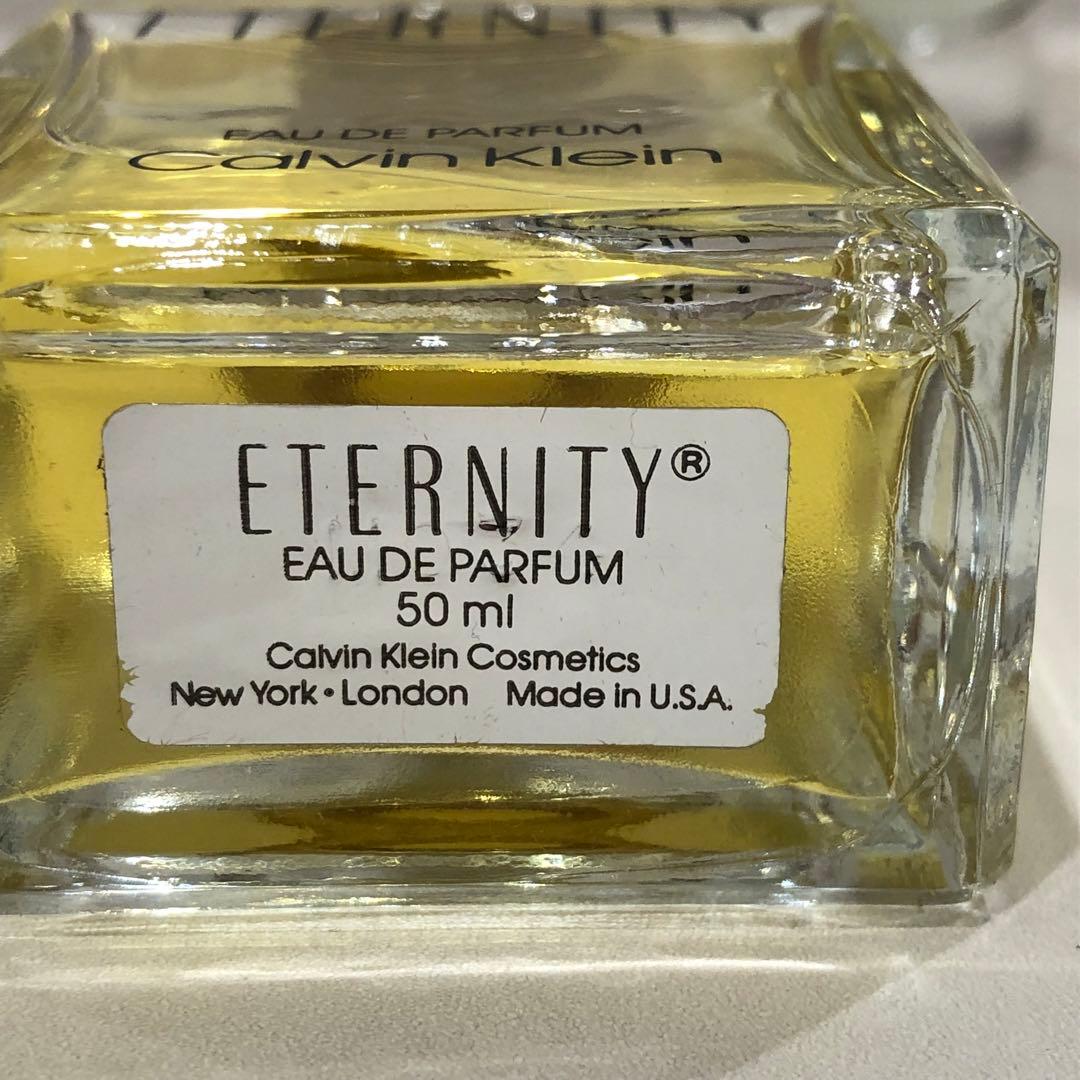 ETERNITY
EAU DE PARFUM
Calvin Klein
ETERNITY®
EAU DE PARFUM
50 ml
Calvin Klein Cosmetics
New York • London Made in U.S.A.